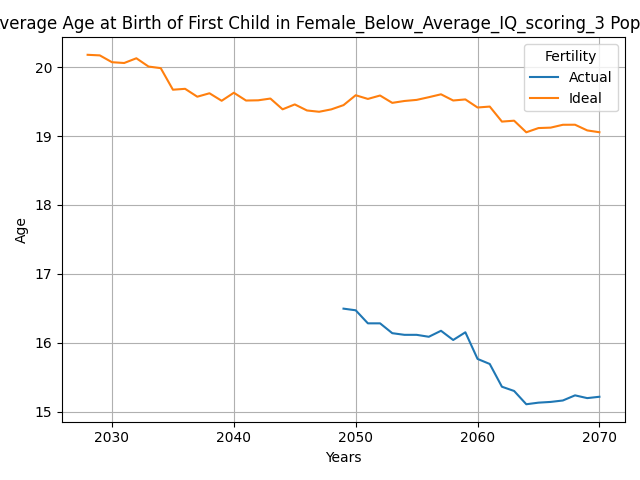 verage Age at Birth of First Child in Female_Below_Average_IQ_scoring_3 Pop
Fertility
Actual
Ideal
20
19
18
17
16
15
Age
2030 2040 2050 2060 2070
Years